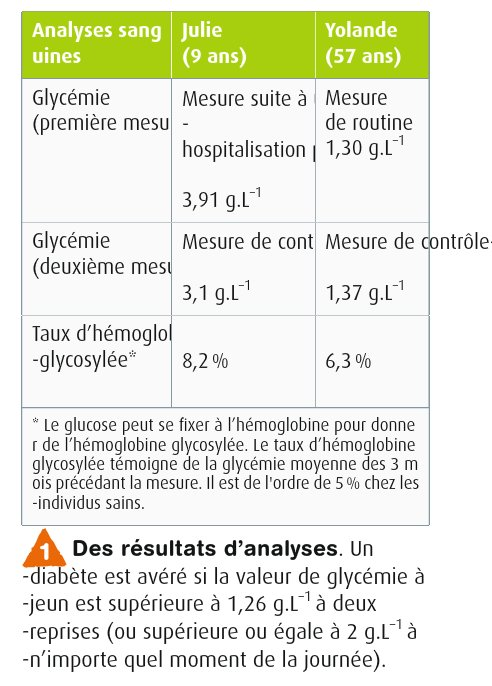 Analyses sang
uines
Julie
(9 ans)
Yolande
(57 ans)
Glycémie
(première mesu
Mesure suite à
-
hospitalisation
3,91 g.L⁻¹
Mesure
de routine
1,30 g.L⁻¹
Glycémie
(deuxième mesu
Mesure de cont
3,1 g.L⁻¹
Mesure de contrôle-
1,37 g.L⁻¹
Taux d’hémoglol
-glycosylée*
8,2 %
6,3 %
* Le glucose peut se fixer à l’hémoglobine pour donne
r de l’hémoglobine glycosylée. Le taux d’hémoglobine
glycosylée témoigne de la glycémie moyenne des 3 m
ois précédant la mesure. Il est de l'ordre de 5 % chez les
-individus sains.
1 Des résultats d’analyses. Un
-diabète est avéré si la valeur de glycémie à
-jeun est supérieure à 1,26 g.L⁻¹ à deux
-reprises (ou supérieure ou égale à 2 g.L⁻¹ à
-n’importe quel moment de la journée).